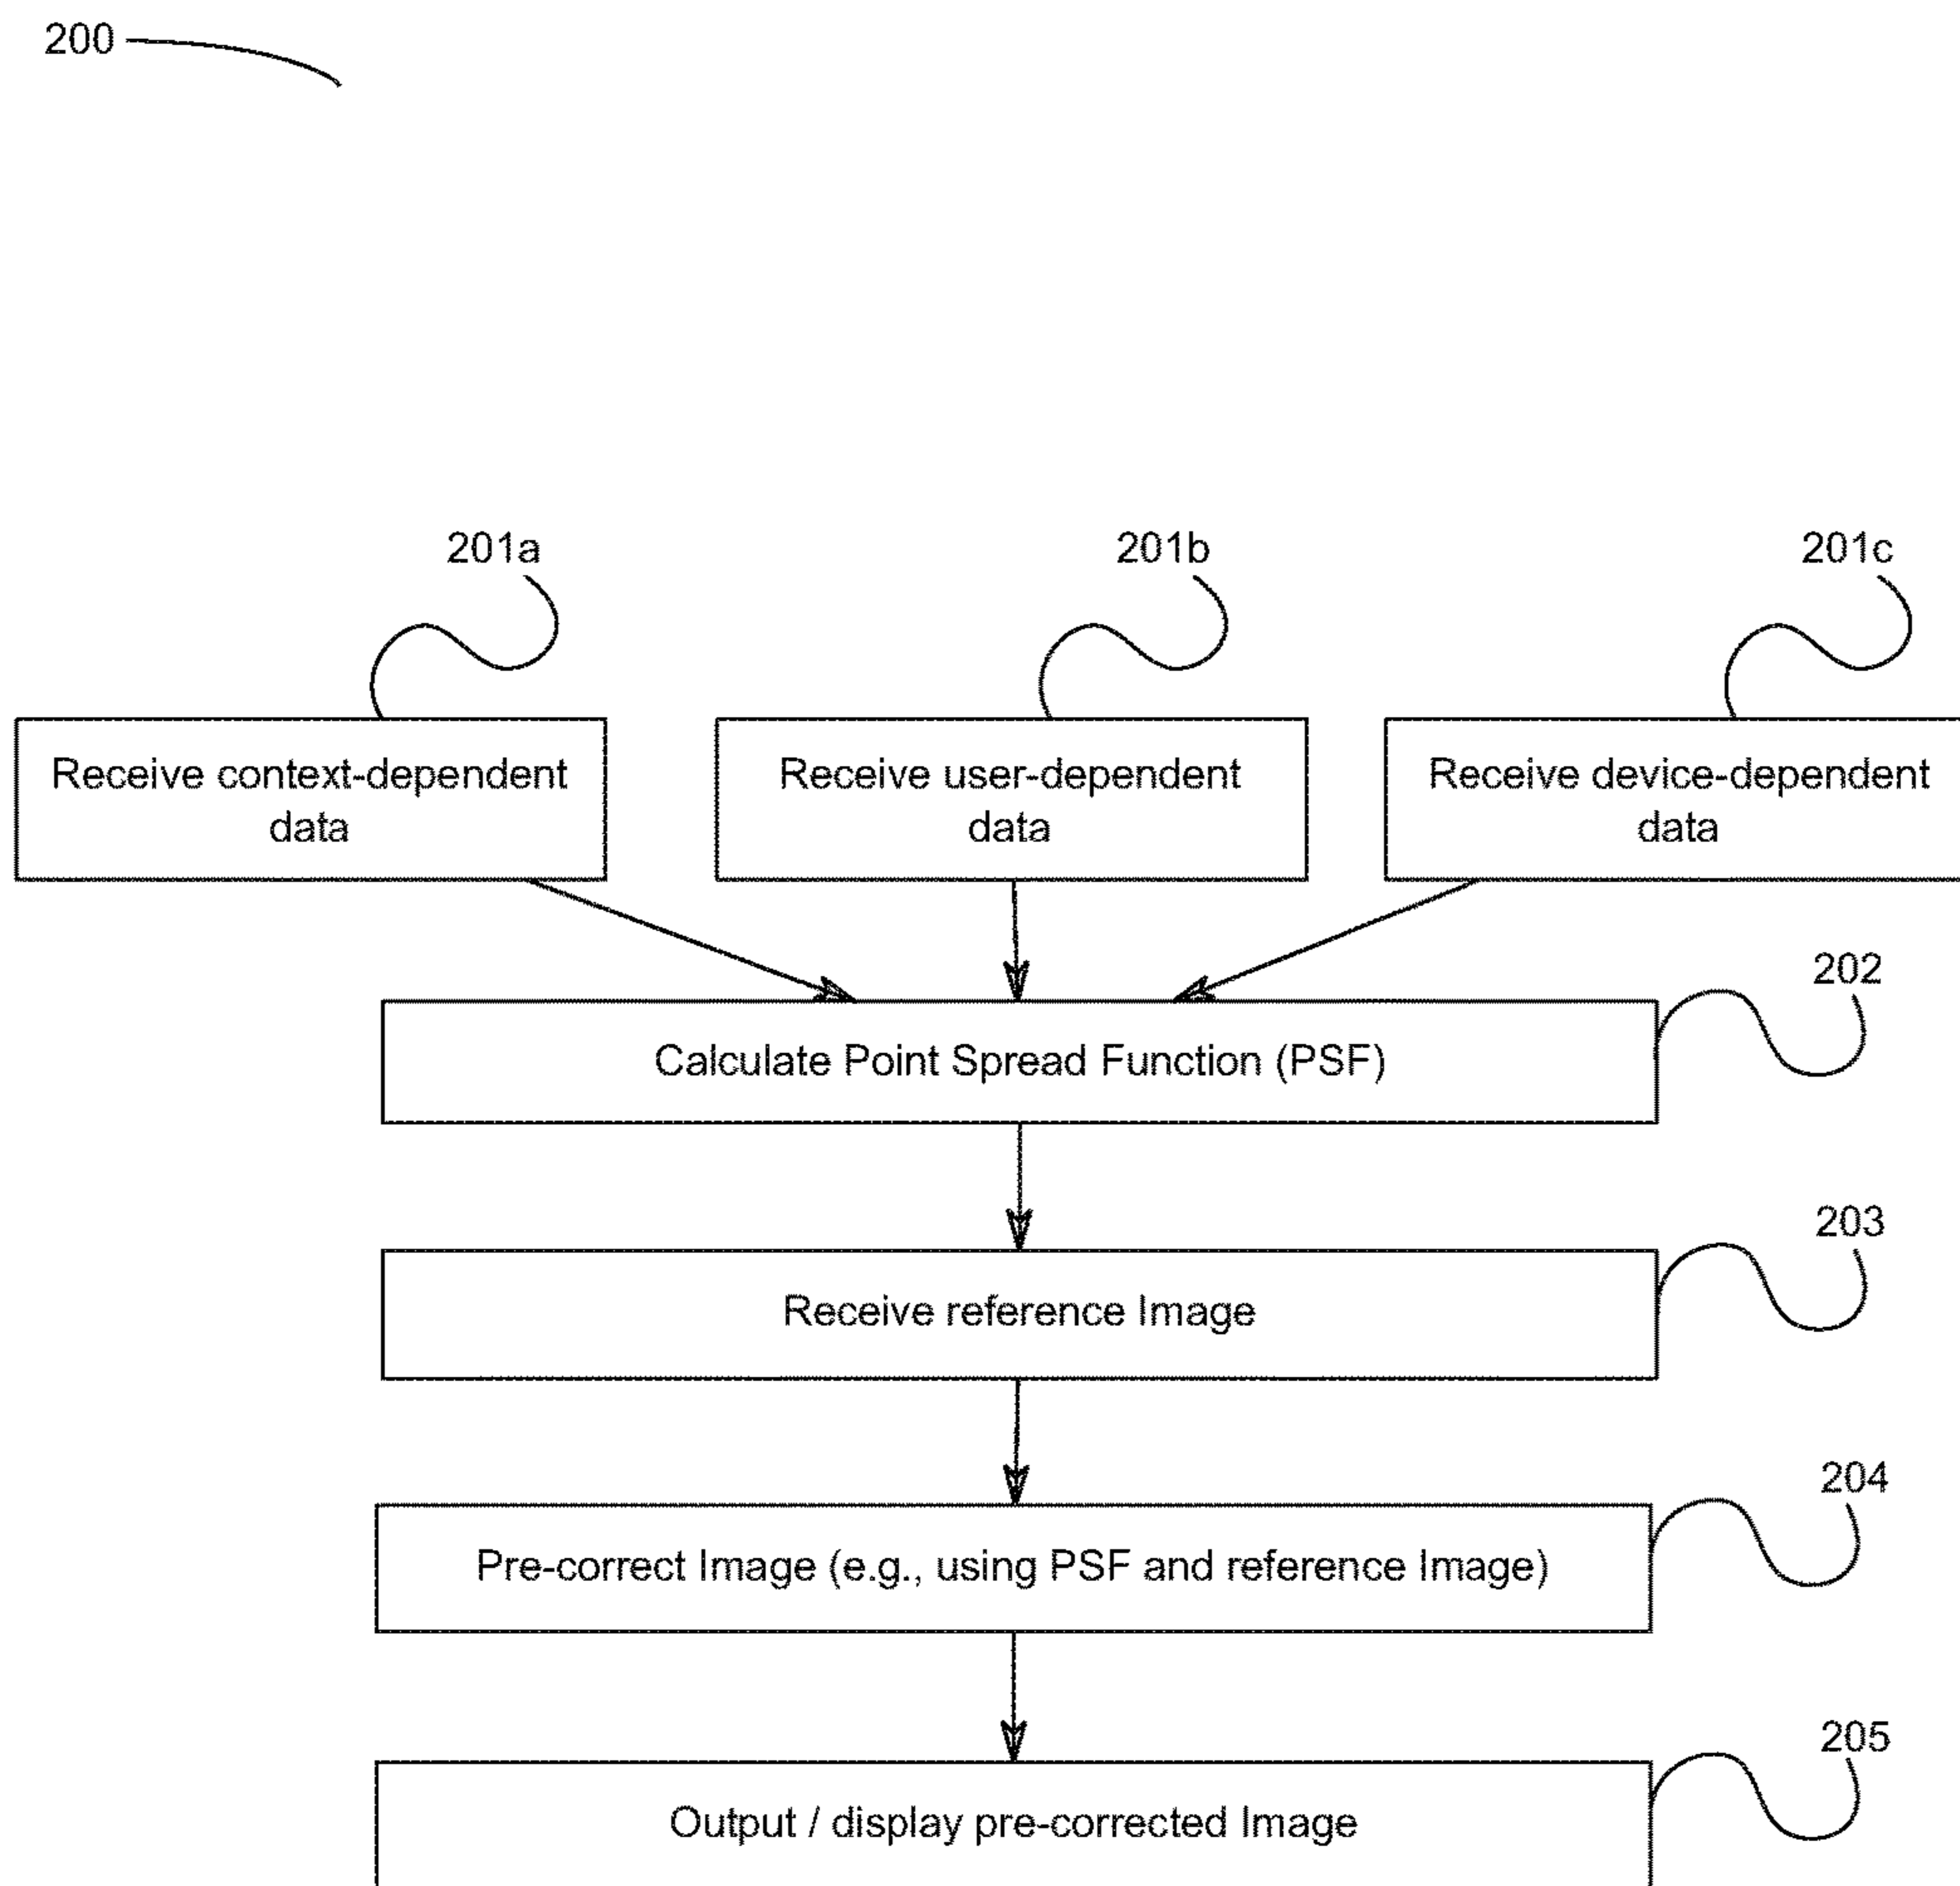 200
201a
201b
201c
Receive context-dependent
data
Receive user-dependent
data
Receive device-dependent
data
202
Calculate Point Spread Function (PSF)
203
Receive reference Image
204
Pre-correct Image (e.g., using PSF and reference Image)
205
Output / display pre-corrected Image